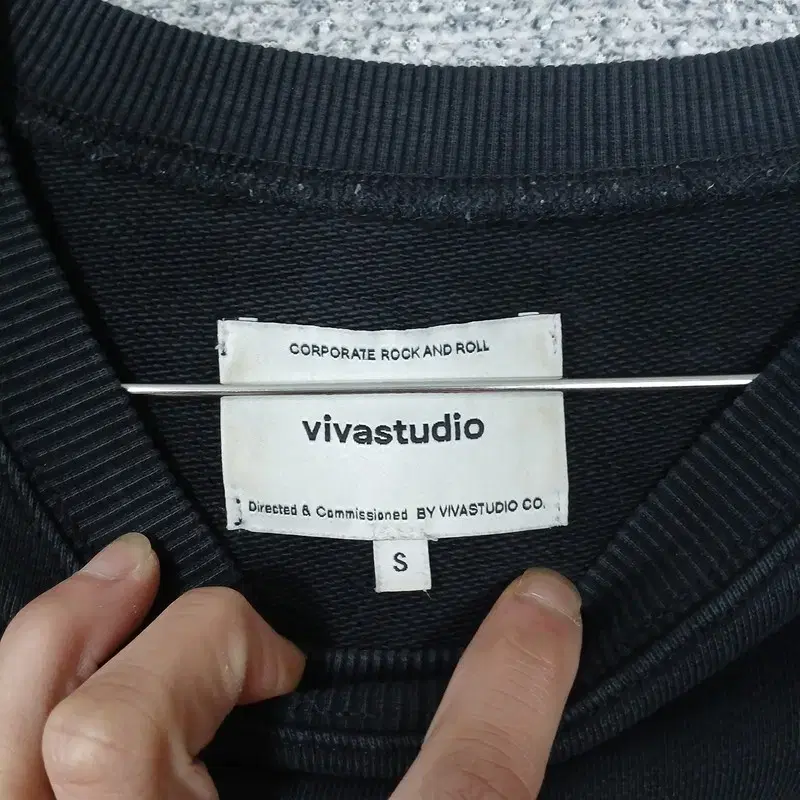 CORPORATE ROCK AND ROLL
vivastudio
Directed & Commissioned BY VIVASTUDIO CO.
S